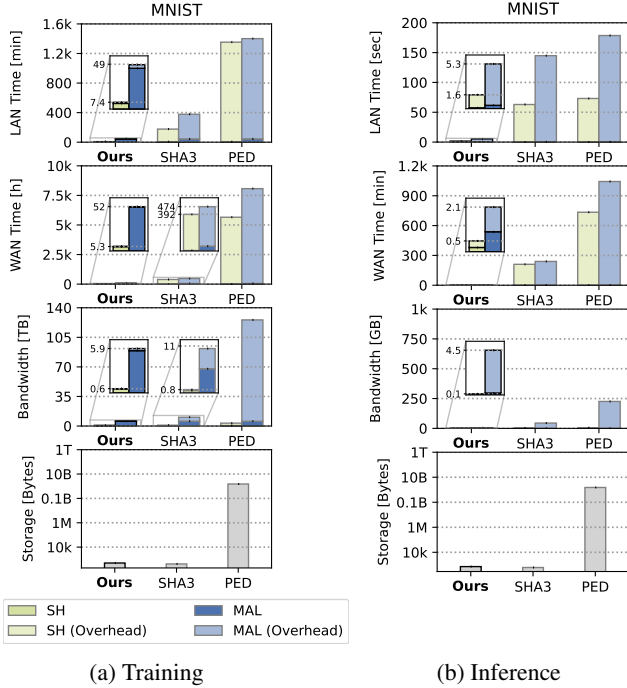 MNIST
LAN Time [min]
1.6k
1200
800
400
0
49
7.4
Ours SHA3 PED
WAN Time [h]
10k
7.5k
5k
2.5k
0
52
5.3
474
392
Ours SHA3 PED
Bandwidth [TB]
140
105
70
35
0
5.9
0.6
11
0.8
Ours SHA3 PED
Storage [Bytes]
1T
10B
0.1B
1M
10k
Ours SHA3 PED
MNIST
LAN Time [sec]
200
150
100
50
0
5.3
1.6
Ours SHA3 PED
WAN Time [min]
1.2k
900
600
300
0
2.1
0.5
Ours SHA3 PED
Bandwidth [GB]
1k
750
500
250
0
4.5
0.1
Ours SHA3 PED
Storage [Bytes]
1T
10B
0.1B
1M
10k
Ours SHA3 PED
SH MAL
SH (Overhead) MAL (Overhead)
(a) Training (b) Inference